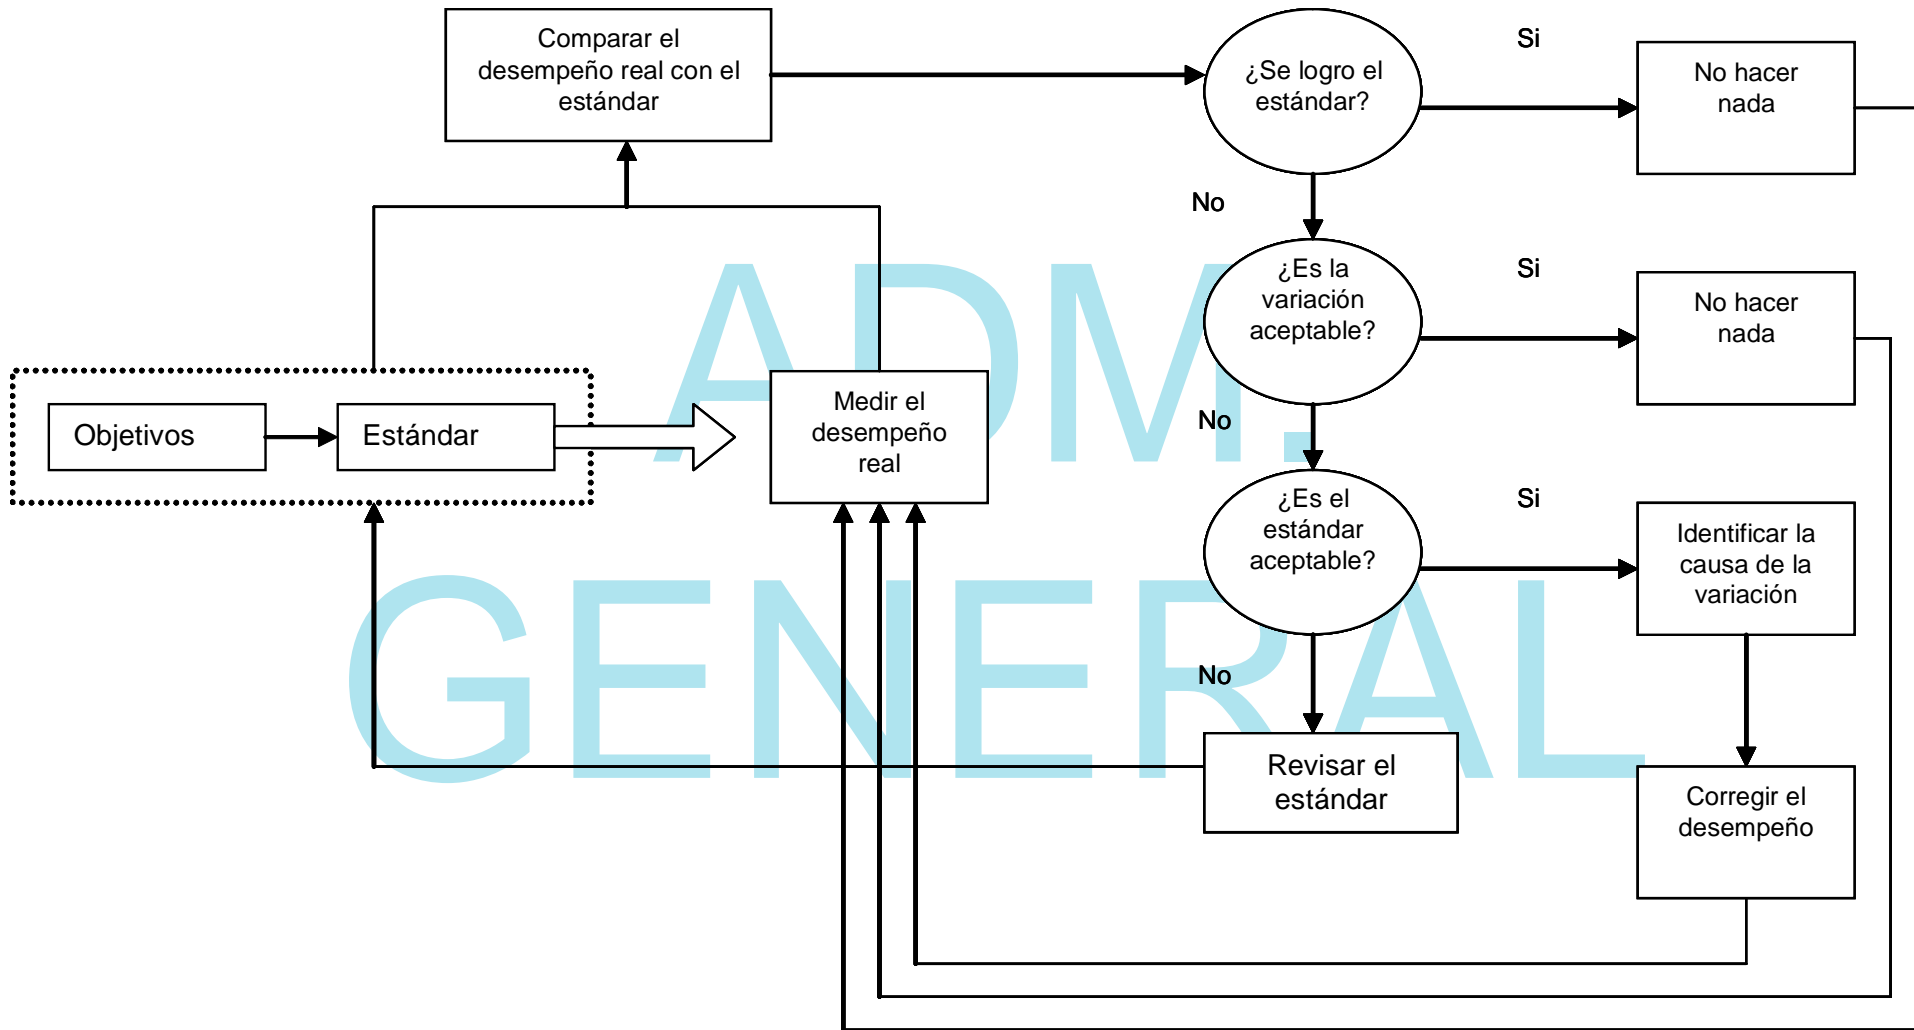 Comparar el
desempeño real con el
estándar
¿Se logro el
estándar?
Si
No hacer
nada
No
¿Es la
variación
aceptable?
Si
No hacer
nada
ADM.
Objetivos
Estándar
Medir el
desempeño
real
No
¿Es el
estándar
aceptable?
Si
Identificar la
causa de la
variación
GENERAL
No
Revisar el
estándar
Corregir el
desempeño